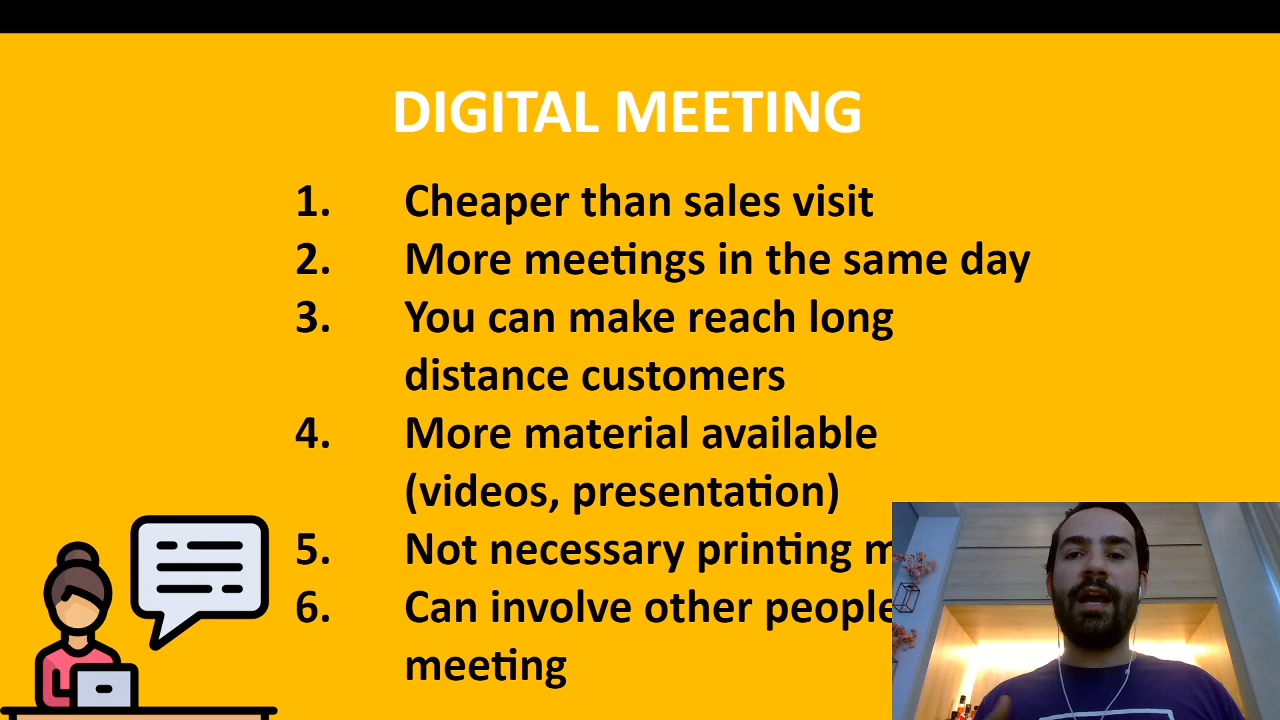 DIGITAL MEETING
1. Cheaper than sales visit
2. More meetings in the same day
3. You can make reach long
distance customers
4. More material available
(videos, presentation)
5. Not necessary printing
6. Can involve other people
meeting